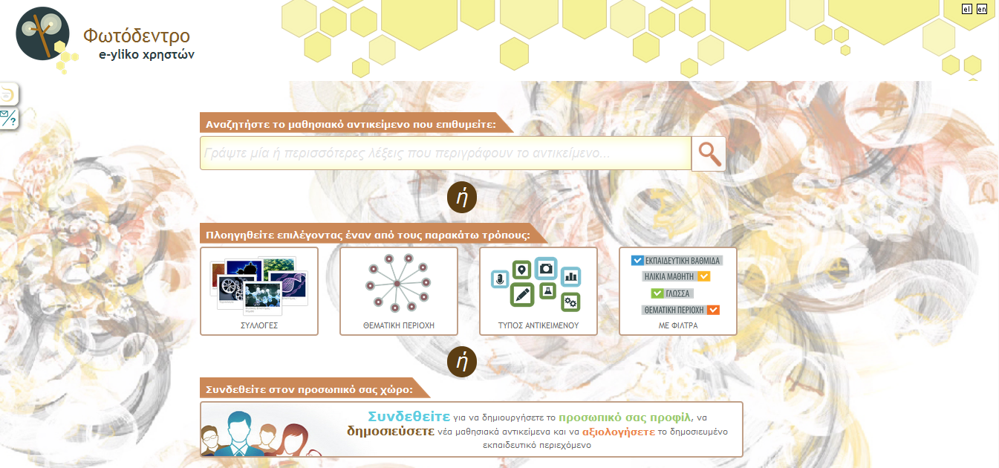 el en
Φωτόδεντρο
e-yliko χρηστών
Αναζητήστε το μαθησιακό αντικείμενο που επιθυμείτε:
Γράψτε μία ή περισσότερες λέξεις που περιγράφουν το αντικείμενο...
ή
Πλοηγηθείτε επιλέγοντας έναν από τους παρακάτω τρόπους:
ΕΚΠΑΙΔΕΥΤΙΚΗ ΒΑΘΜΙΔΑ
ΗΛΙΚΙΑ ΜΑΘΗΤΗ
ΓΛΩΣΣΑ
ΘΕΜΑΤΙΚΗ ΠΕΡΙΟΧΗ
ΣΥΛΛΟΓΕΣ
ΘΕΜΑΤΙΚΗ ΠΕΡΙΟΧΗ
ΤΥΠΟΣ ΑΝΤΙΚΕΙΜΕΝΟΥ
ΜΕ ΦΙΛΤΡΑ
ή
Συνδεθείτε στον προσωπικό σας χώρο:
Συνδεθείτε για να δημιουργήσετε το προσωπικό σας προφίλ, να
δημοσιεύσετε νέα μαθησιακά αντικείμενα και να αξιολογήσετε το δημοσιευμένο
εκπαιδευτικό περιεχόμενο